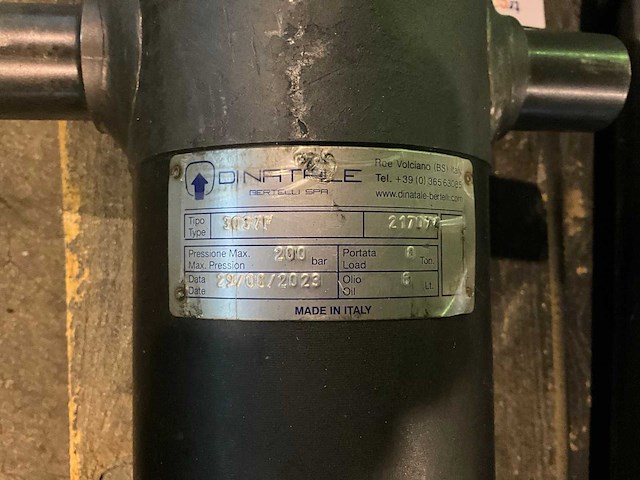 DINATALE
BERTELLI SPA
Roe Volciano (BS) Italy
Tel. +39 (0) 365 63085
www.dinatale-bertelli.com
Tipo
Type
Pressione Max. 200 bar
Max. Pression
Portata
Load Ton.
Data
Date
Olio
Oil Lt.
MADE IN ITALY